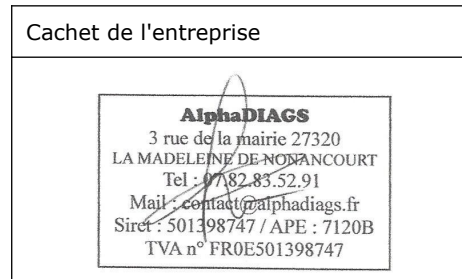 Cachet de l'entreprise
AlphaDIAGS
3 rue de la mairie 27320
LA MADELEINE DE NONANCOURT
Tel : 07.82.83.52.91
Mail : contact@alphadiags.fr
Siret : 501398747 / APE : 7120B
TVA n° FR0E501398747